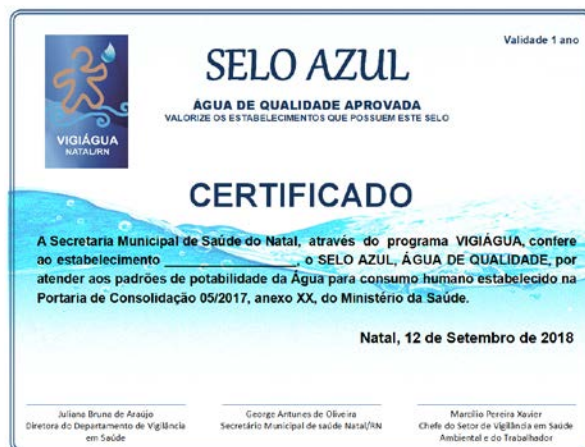 Validade 1 ano
SELO AZUL
ÁGUA DE QUALIDADE APROVADA
VALORIZE OS ESTABELECIMENTOS QUE POSSUEM ESTE SELO
VIGIÁGUA
NATAL/RN
CERTIFICADO
A Secretaria Municipal de Saúde do Natal, através do programa VIGIÁGUA, confere
ao estabelecimento ____________________, o SELO AZUL, ÁGUA DE QUALIDADE, por
atender aos padrões de potabilidade da Água para consumo humano estabelecido na
Portaria de Consolidação 05/2017, anexo XX, do Ministério da Saúde.
Natal, 12 de Setembro de 2018
Juliana Bruna de Araújo
Diretora do Departamento de Vigilância
em Saúde
George Antunes de Oliveira
Secretário Municipal de saúde Natal/RN
Marcílio Pereira Xavier
Chefe do Setor de Vigilância em Saúde
Ambiental e do Trabalhador